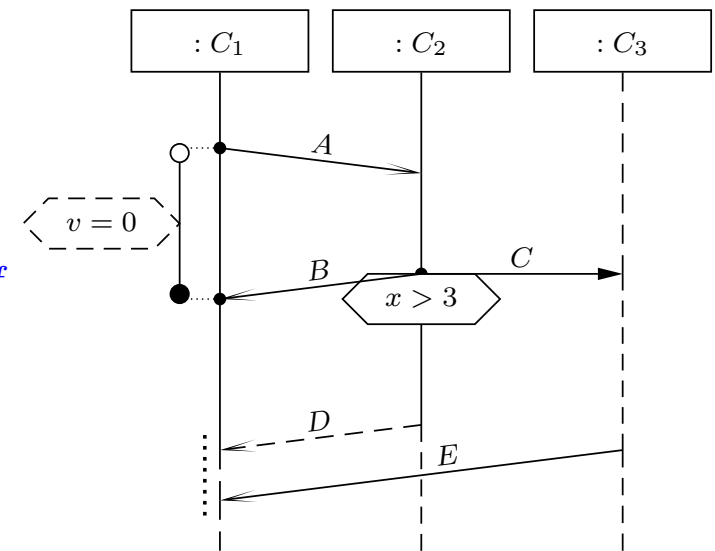 : C₁
: C₂
: C₃
A
v = 0
B
C
x > 3
D
E